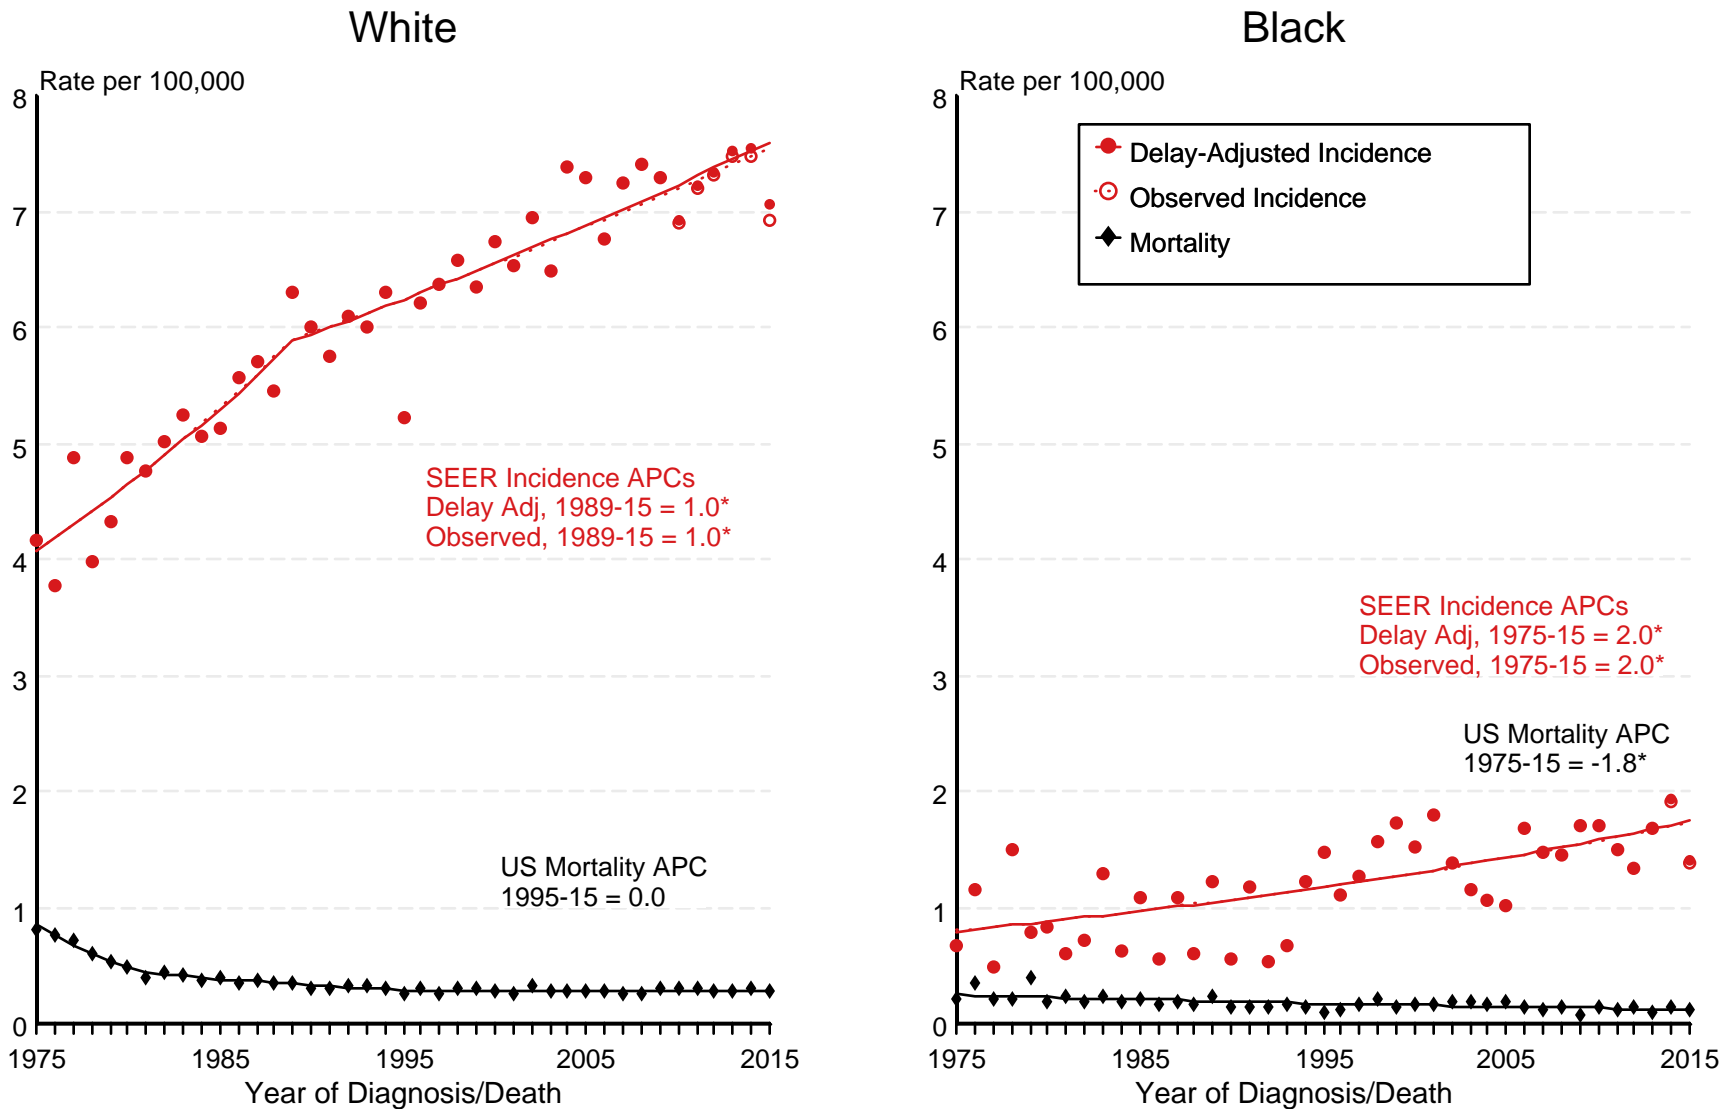 White
Rate per 100,000
8
7
6
5
4
3
2
1
0
SEER Incidence APCs
Delay Adj, 1989-15 = 1.0*
Observed, 1989-15 = 1.0*
US Mortality APC
1995-15 = 0.0
1975
1985
1995
2005
2015
Year of Diagnosis/Death
Black
Rate per 100,000
8
7
6
5
4
3
2
1
0
Delay-Adjusted Incidence
Observed Incidence
Mortality
SEER Incidence APCs
Delay Adj, 1975-15 = 2.0*
Observed, 1975-15 = 2.0*
US Mortality APC
1975-15 = -1.8*
1975
1985
1995
2005
2015
Year of Diagnosis/Death